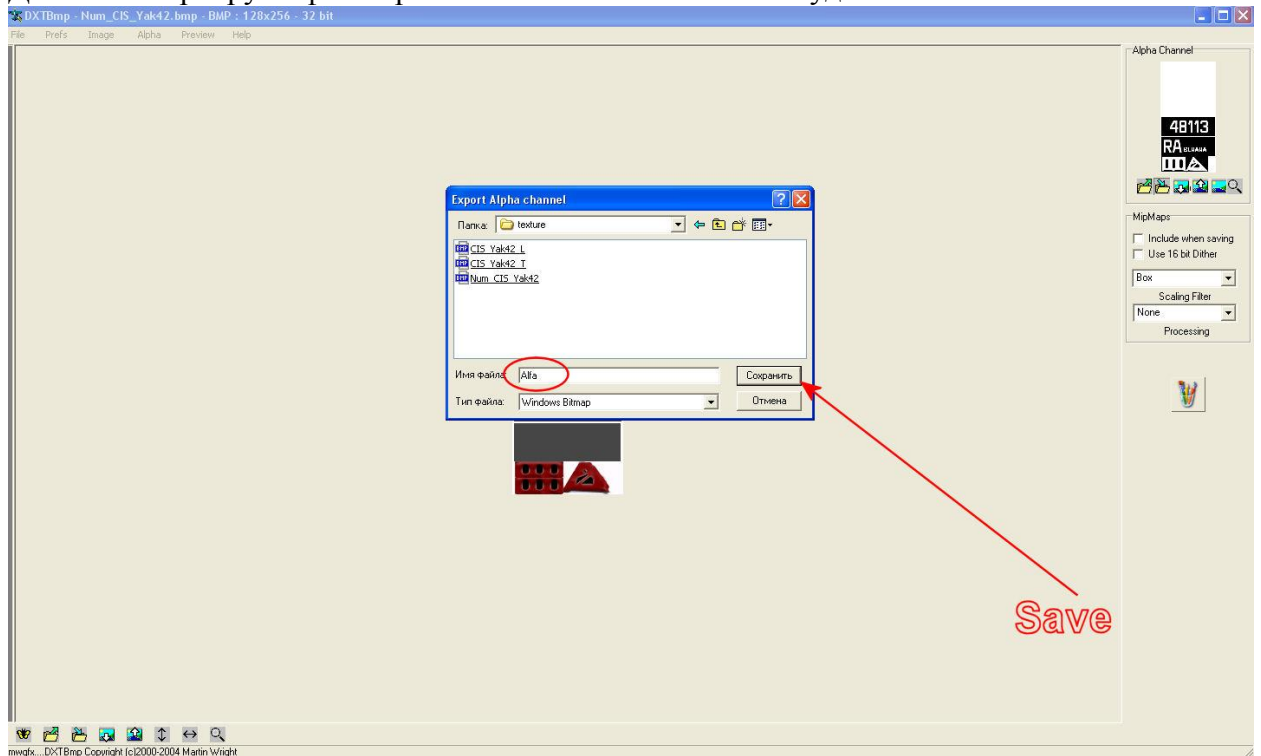 DXTBmp - Num_CIS_Yak42.bmp - BMP : 128x256 - 32 bit
File Prefs Image Alpha Preview Help
Alpha Channel
48113
RA
Export Alpha channel
Папка: texture
CIS_Yak42_L
CIS_Yak42_T
Num_CIS_Yak42
Имя файла: Alfa Сохранить
Тип файла: Windows Bitmap Отмена
MipMaps
Include when saving
Use 16 bit Dither
Box
Scaling Filter
None
Processing
Save
mwgfx....DXTBmp Copyright (c)2000-2004 Martin Wright